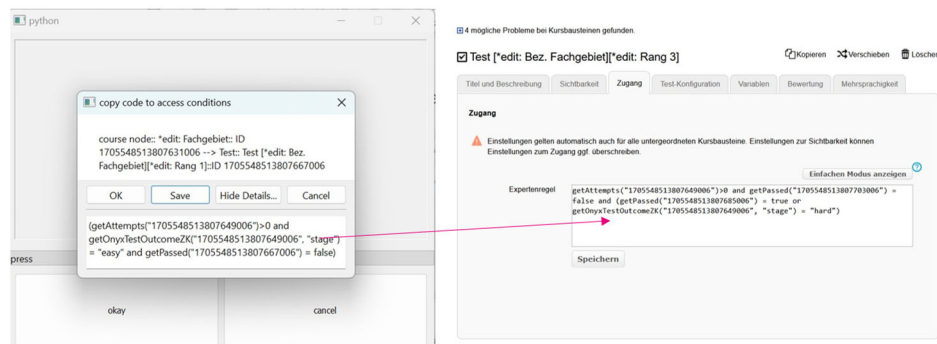 python
copy code to access conditions
course node:: *edit: Fachgebiet:: ID
1705548513807631006 --> Test:: Test [*edit: Bez.
Fachgebiet][*edit: Rang 1]::ID 1705548513807667006
OK Save Hide Details... Cancel
(getAttempts("1705548513807649006")>0 and
getOnyxTestOutcomeZK("1705548513807649006", "stage")
= "easy" and getPassed("1705548513807667006") = false)
press
okay cancel
4 mögliche Probleme bei Kursbausteinen gefunden.
Test [*edit: Bez. Fachgebiet][*edit: Rang 3] Kopieren Verschieben Löschen
Titel und Beschreibung Sichtbarkeit Zugang Test-Konfiguration Variablen Bewertung Mehrsprachigkeit
Zugang
Einstellungen gelten automatisch auch für alle untergeordneten Kursbausteine. Einstellungen zur Sichtbarkeit können
Einstellungen zum Zugang ggf. überschreiben.
Einfachen Modus anzeigen
Expertenregel
getAttempts("1705548513807649006")>0 and getPassed("1705548513807703006") =
false and (getPassed("1705548513807685006") = true or
getOnyxTestOutcomeZK("1705548513807649006", "stage") = "hard")
Speichern